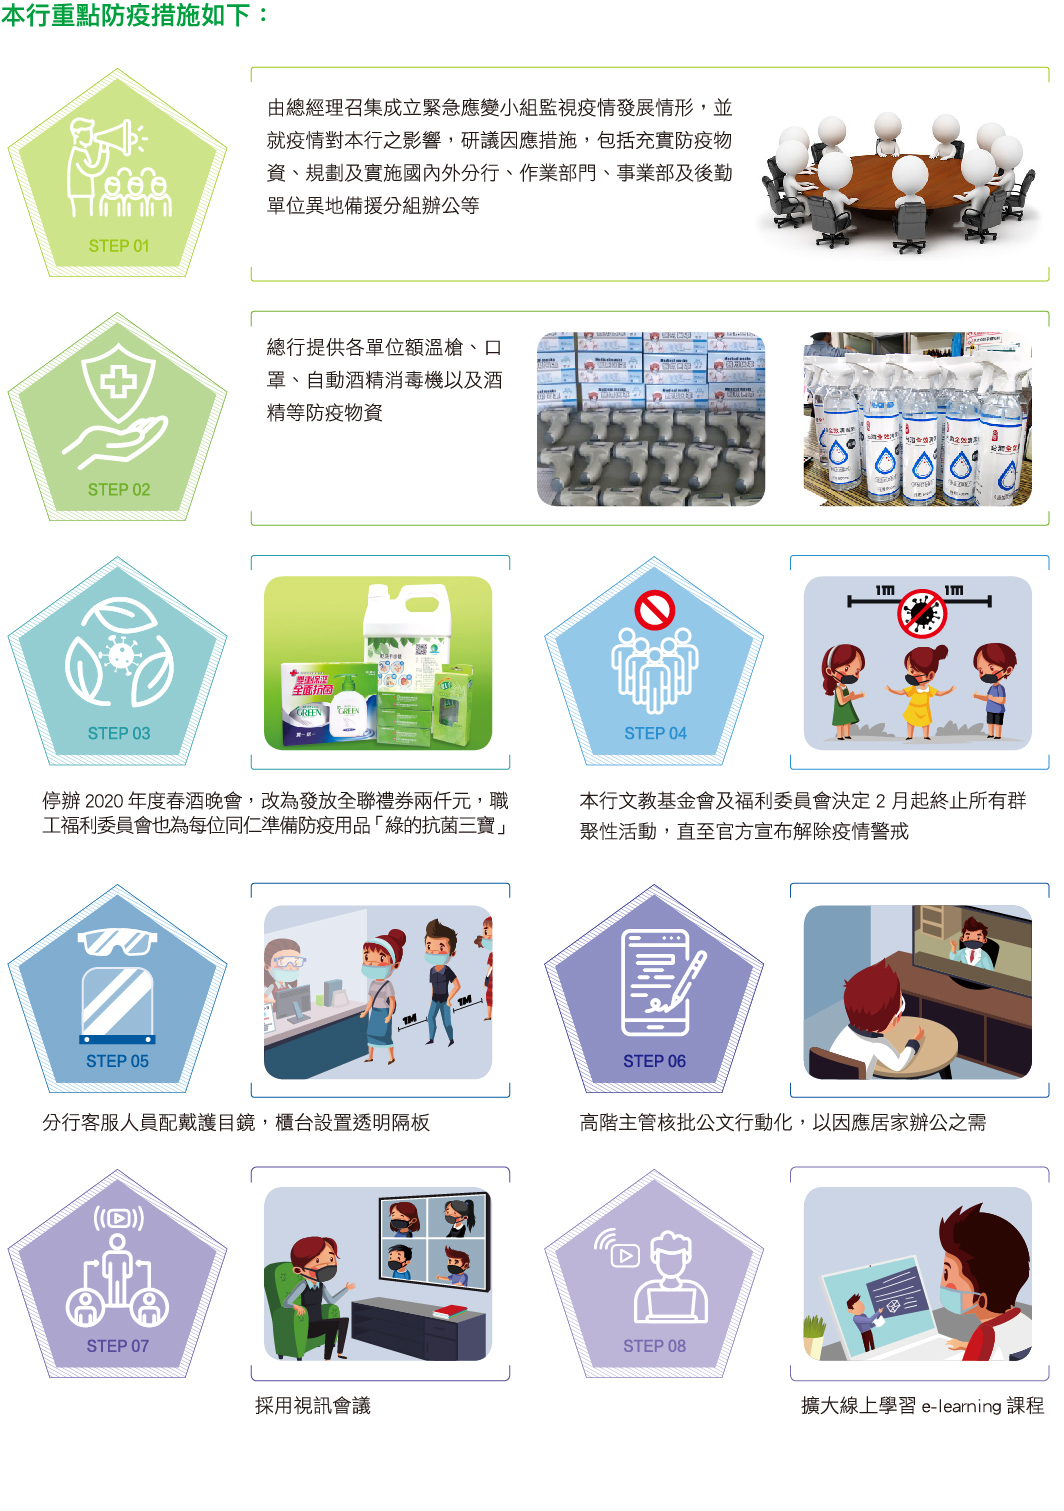 本行重點防疫措施如下：
STEP 01
由總經理召集成立緊急應變小組監視疫情發展情形，並
就疫情對本行之影響，研議因應措施，包括充實防疫物
資、規劃及實施國內外分行、作業部門、事業部及後勤
單位異地備援分組辦公等
STEP 02
總行提供各單位額溫槍、口
罩、自動酒精消毒機以及酒
精等防疫物資
STEP 03
雙重保溼
全面抗菌
GREEN
GREEN
停辦 2020 年度春酒晚會，改為發放全聯禮券兩仟元，職
工福利委員會也為每位同仁準備防疫用品「綠的抗菌三寶」
STEP 04
1m 1m
本行文教基金會及福利委員會決定 2 月起終止所有群
聚性活動，直至官方宣布解除疫情警戒
STEP 05
1M
1M
分行客服人員配戴護目鏡，櫃台設置透明隔板
STEP 06
高階主管核批公文行動化，以因應居家辦公之需
STEP 07
採用視訊會議
STEP 08
擴大線上學習 e-learning 課程